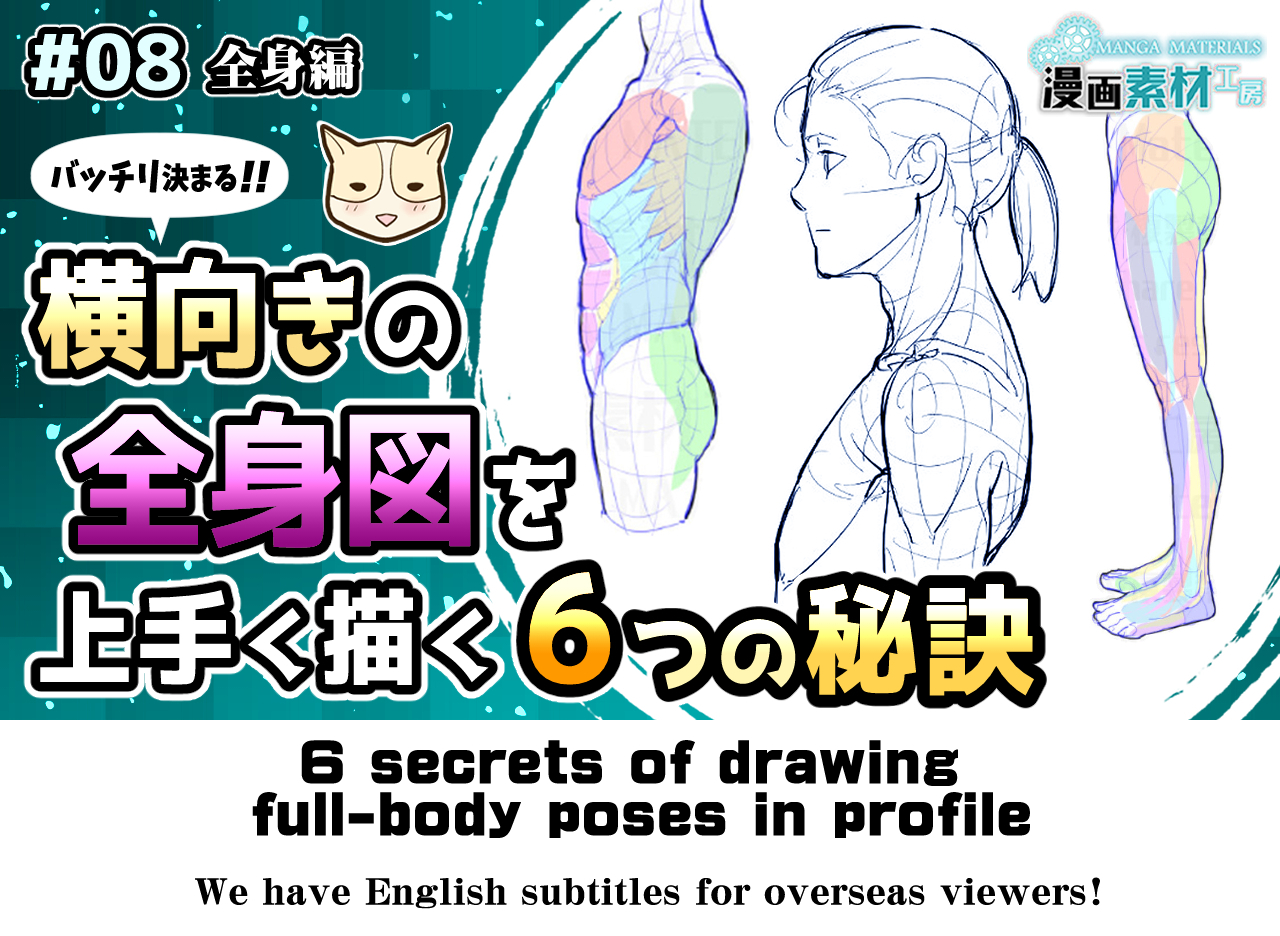 #08 全身編
MANGA MATERIALS
漫画素材工房
バッチリ決まる!!
横向きの
全身図を
上手く描く6つの秘訣
6 secrets of drawing
full-body poses in profile
We have English subtitles for overseas viewers!